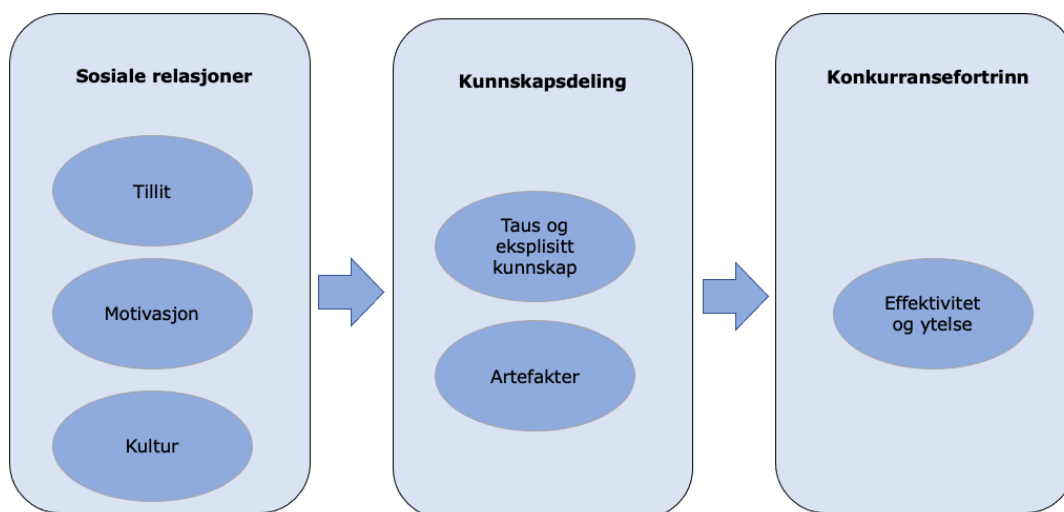 Sosiale relasjoner
Tillit
Motivasjon
Kultur
Kunnskapsdeling
Taus og
eksplisitt
kunnskap
Artefakter
Konkurransefortrinn
Effektivitet
og ytelse